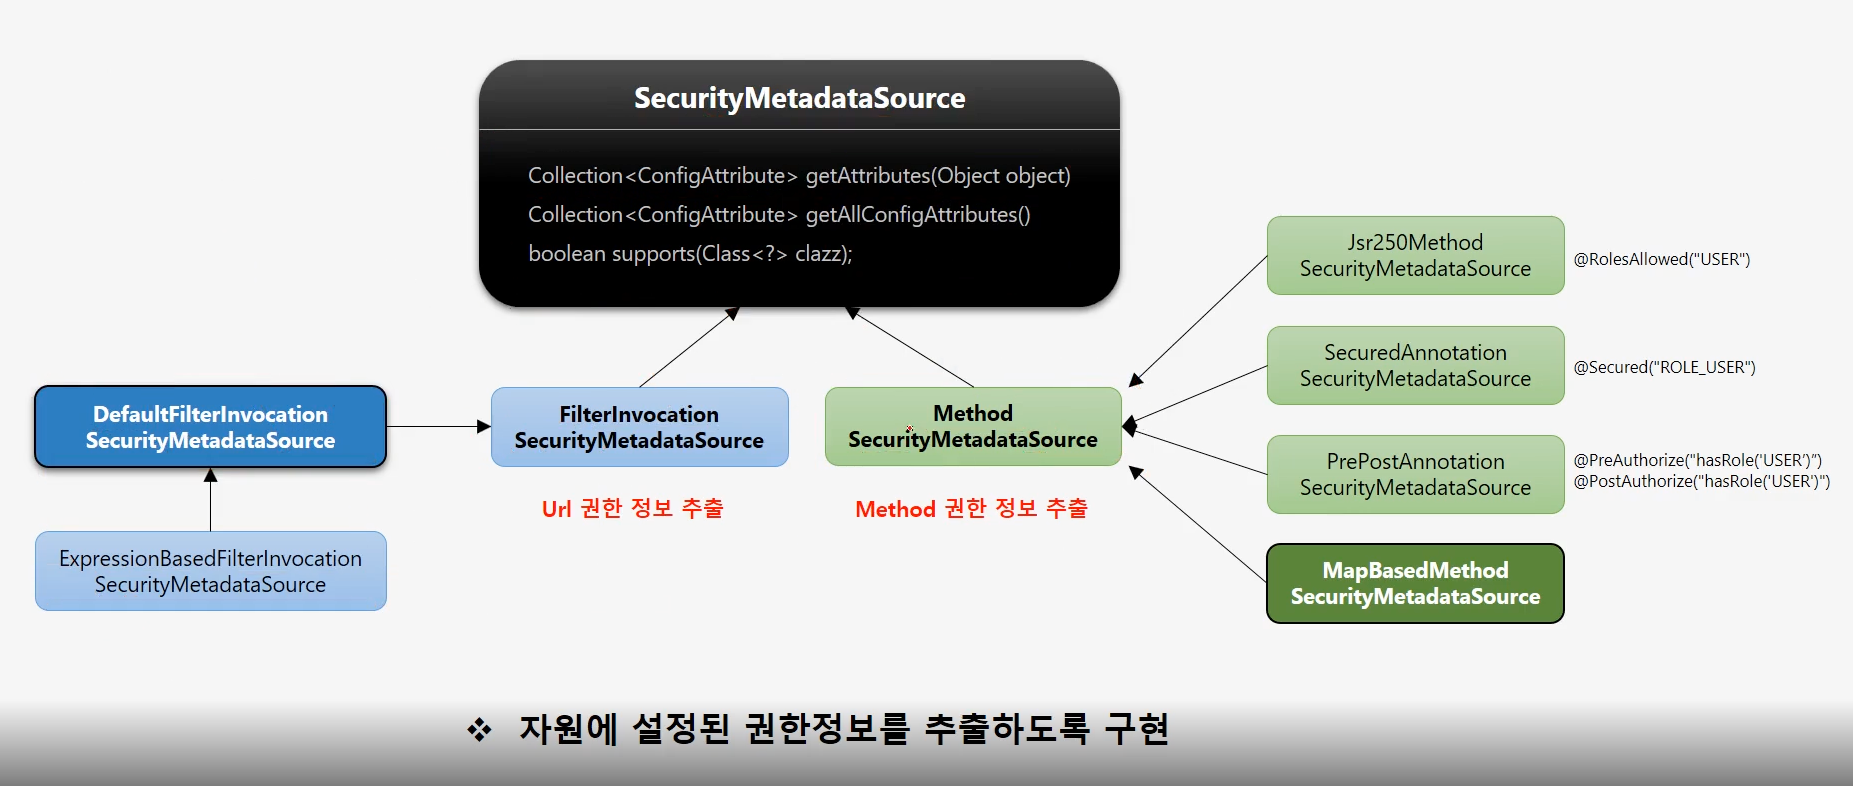 SecurityMetadataSource
Collection<ConfigAttribute> getAttributes(Object object)
Collection<ConfigAttribute> getAllConfigAttributes()
boolean supports(Class<?> clazz);
DefaultFilterInvocation
SecurityMetadataSource
ExpressionBasedFilterInvocation
SecurityMetadataSource
FilterInvocation
SecurityMetadataSource
Url 권한 정보 추출
Method
SecurityMetadataSource
Method 권한 정보 추출
Jsr250Method
SecurityMetadataSource
@RolesAllowed("USER")
SecuredAnnotation
SecurityMetadataSource
@Secured("ROLE_USER")
PrePostAnnotation
SecurityMetadataSource
@PreAuthorize("hasRole('USER')")
@PostAuthorize("hasRole('USER')")
MapBasedMethod
SecurityMetadataSource
❖ 자원에 설정된 권한정보를 추출하도록 구현